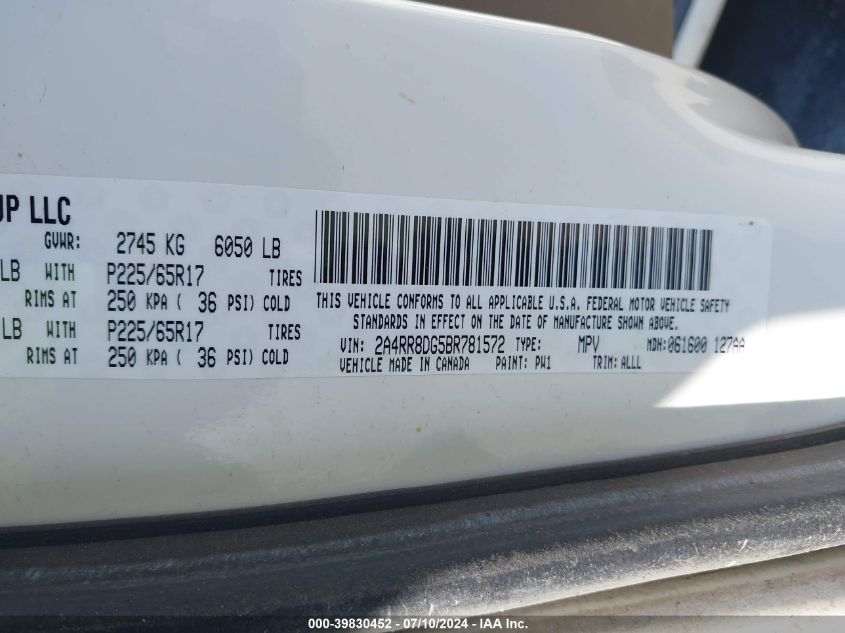 UP LLC
GVWR: 2745 KG 6050 LB
LB WITH P225/65R17 TIRES
RIMS AT 250 KPA ( 36 PSI) COLD
LB WITH P225/65R17 TIRES
RIMS AT 250 KPA ( 36 PSI) COLD
THIS VEHICLE CONFORMS TO ALL APPLICABLE U.S.A. FEDERAL MOTOR VEHICLE SAFETY
STANDARDS IN EFFECT ON THE DATE OF MANUFACTURE SHOWN ABOVE.
VIN: 2A4RR8DG5BR781572 TYPE: MPV MDH: 061600 127AA
VEHICLE MADE IN CANADA PAINT: PW1 TRIM: ALLL
000-39830452 - 07/10/2024 - IAA Inc.